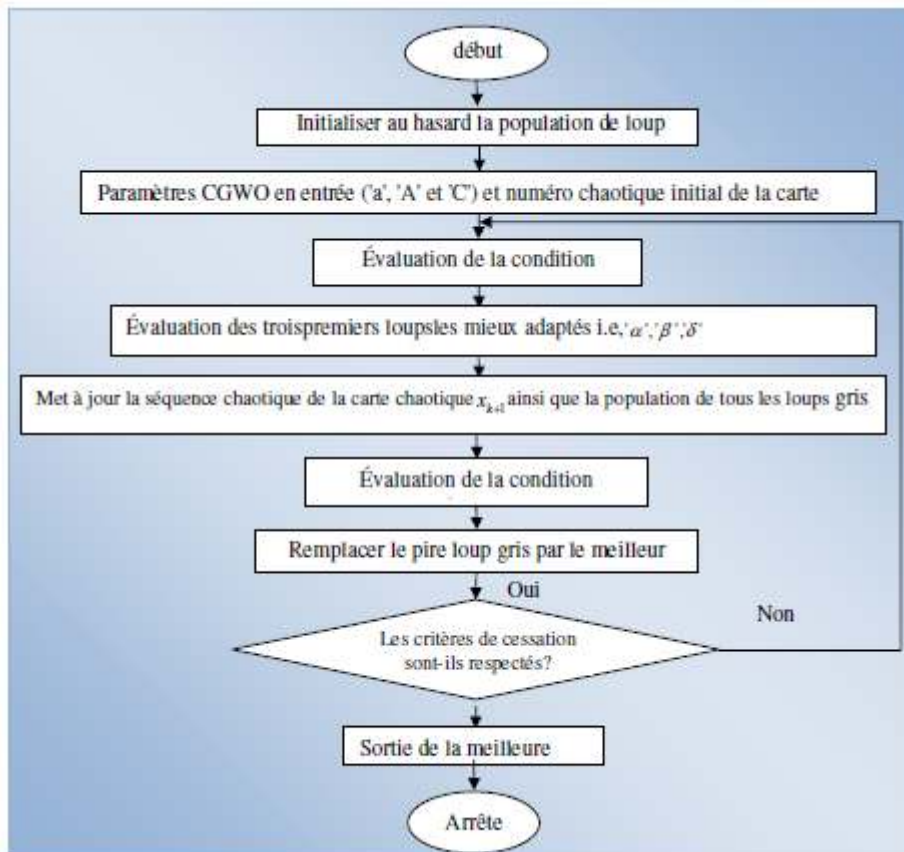 début
Initialiser au hasard la population de loup
Paramètres CGWO en entrée ('a', 'A' et 'C') et numéro chaotique initial de la carte
Évaluation de la condition
Évaluation des troispremiers loupsles mieux adaptés i.e,'α','β','δ'
Met à jour la séquence chaotique de la carte chaotique x_{k+1} ainsi que la population de tous les loups gris
Évaluation de la condition
Remplacer le pire loup gris par le meilleur
Oui
Non
Les critères de cessation
sont-ils respectés?
Sortie de la meilleure
Arrête